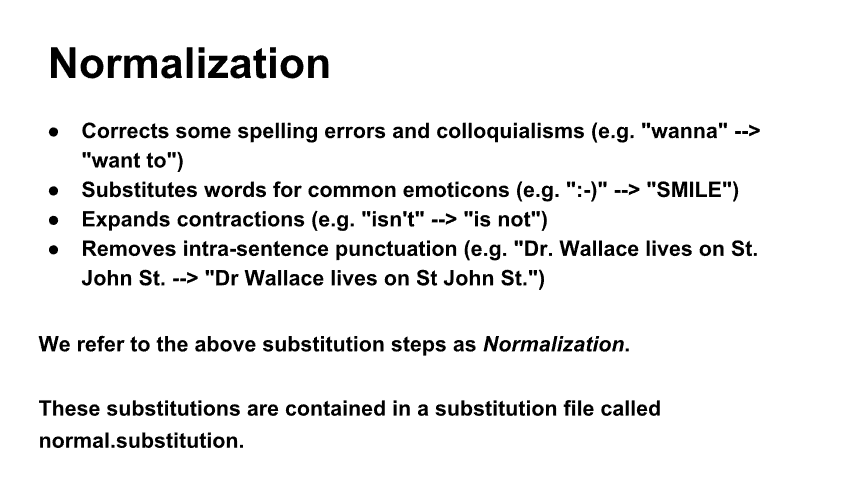 Normalization
● Corrects some spelling errors and colloquialisms (e.g. "wanna" -->
"want to")
● Substitutes words for common emoticons (e.g. ":-)" --> "SMILE")
● Expands contractions (e.g. "isn't" --> "is not")
● Removes intra-sentence punctuation (e.g. "Dr. Wallace lives on St.
John St. --> "Dr Wallace lives on St John St.")
We refer to the above substitution steps as Normalization.
These substitutions are contained in a substitution file called
normal.substitution.